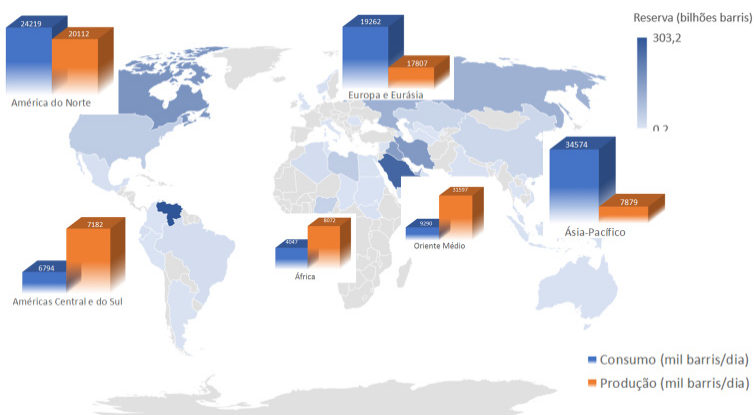 24219
20112
América do Norte
19262
17807
Europa e Eurásia
Reserva (bilhões barris)
303,2
0,2
34574
7879
Ásia-Pacífico
31597
9290
Oriente Médio
8072
4047
África
7182
6794
Américas Central e do Sul
Consumo (mil barris/dia)
Produção (mil barris/dia)